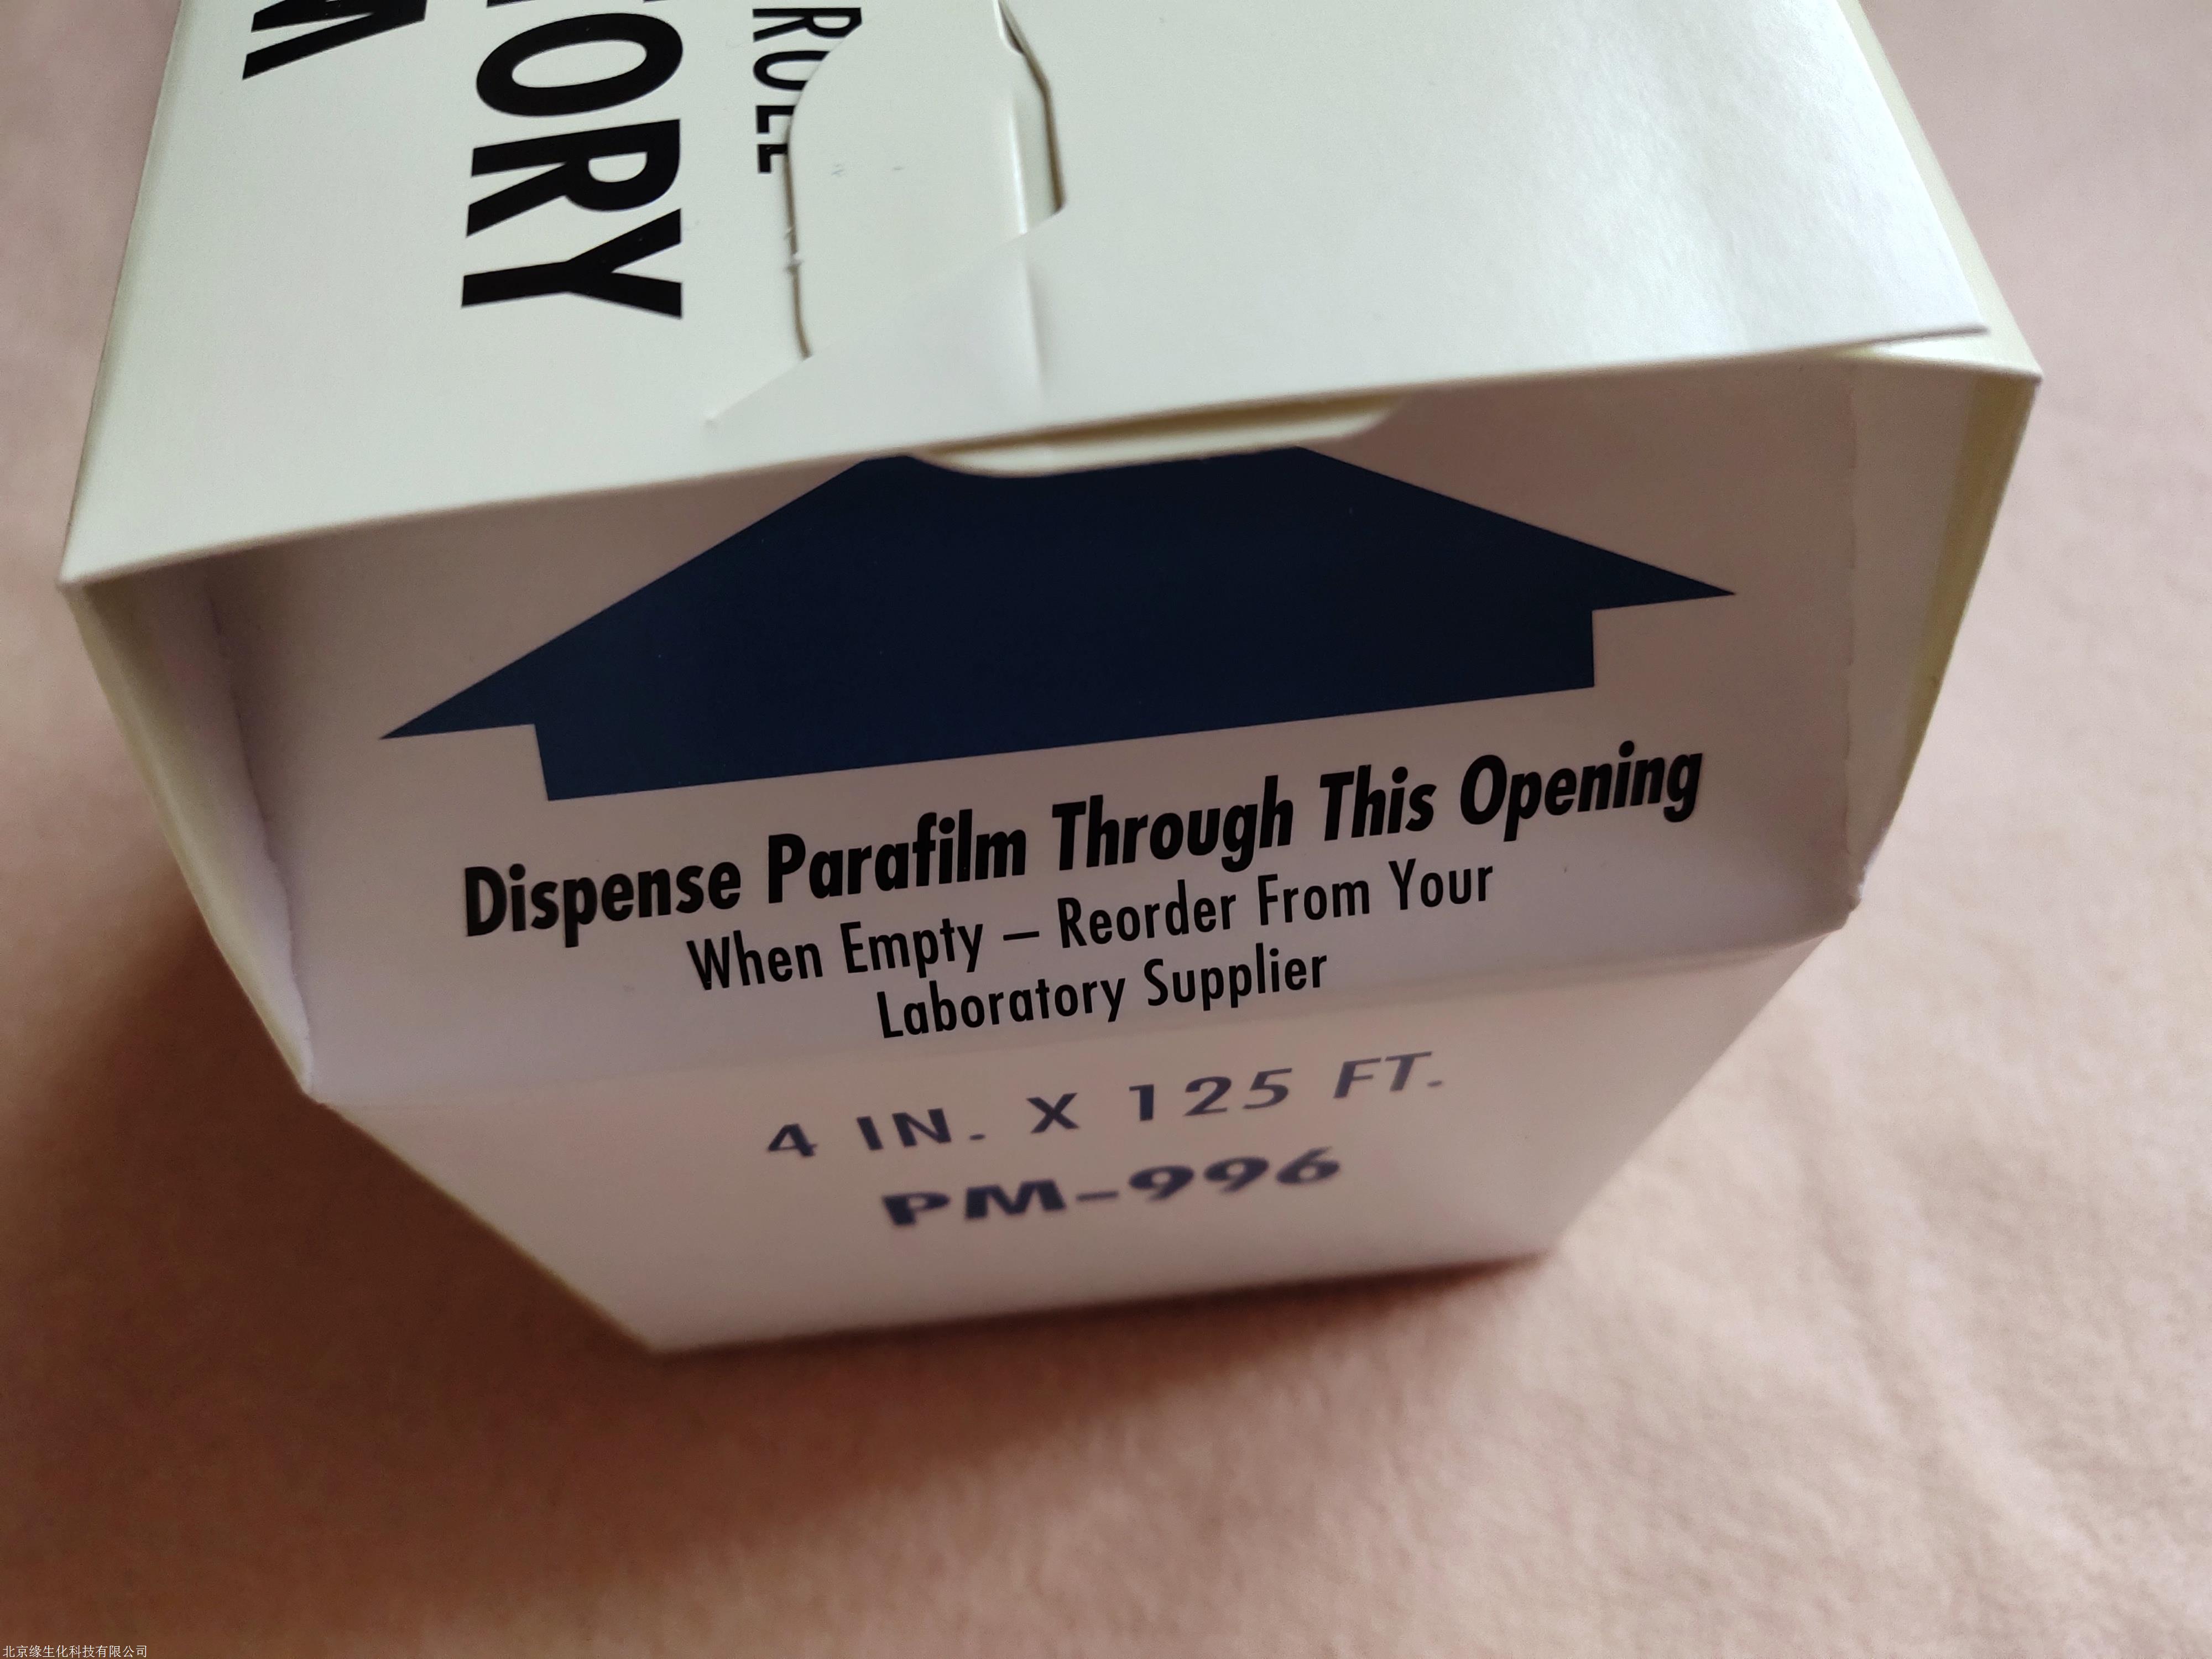 ORY
ROLL
Dispense Parafilm Through This Opening
When Empty – Reorder From Your
Laboratory Supplier
4 IN. X 125 FT.
PM-996
北京缘生化科技有限公司